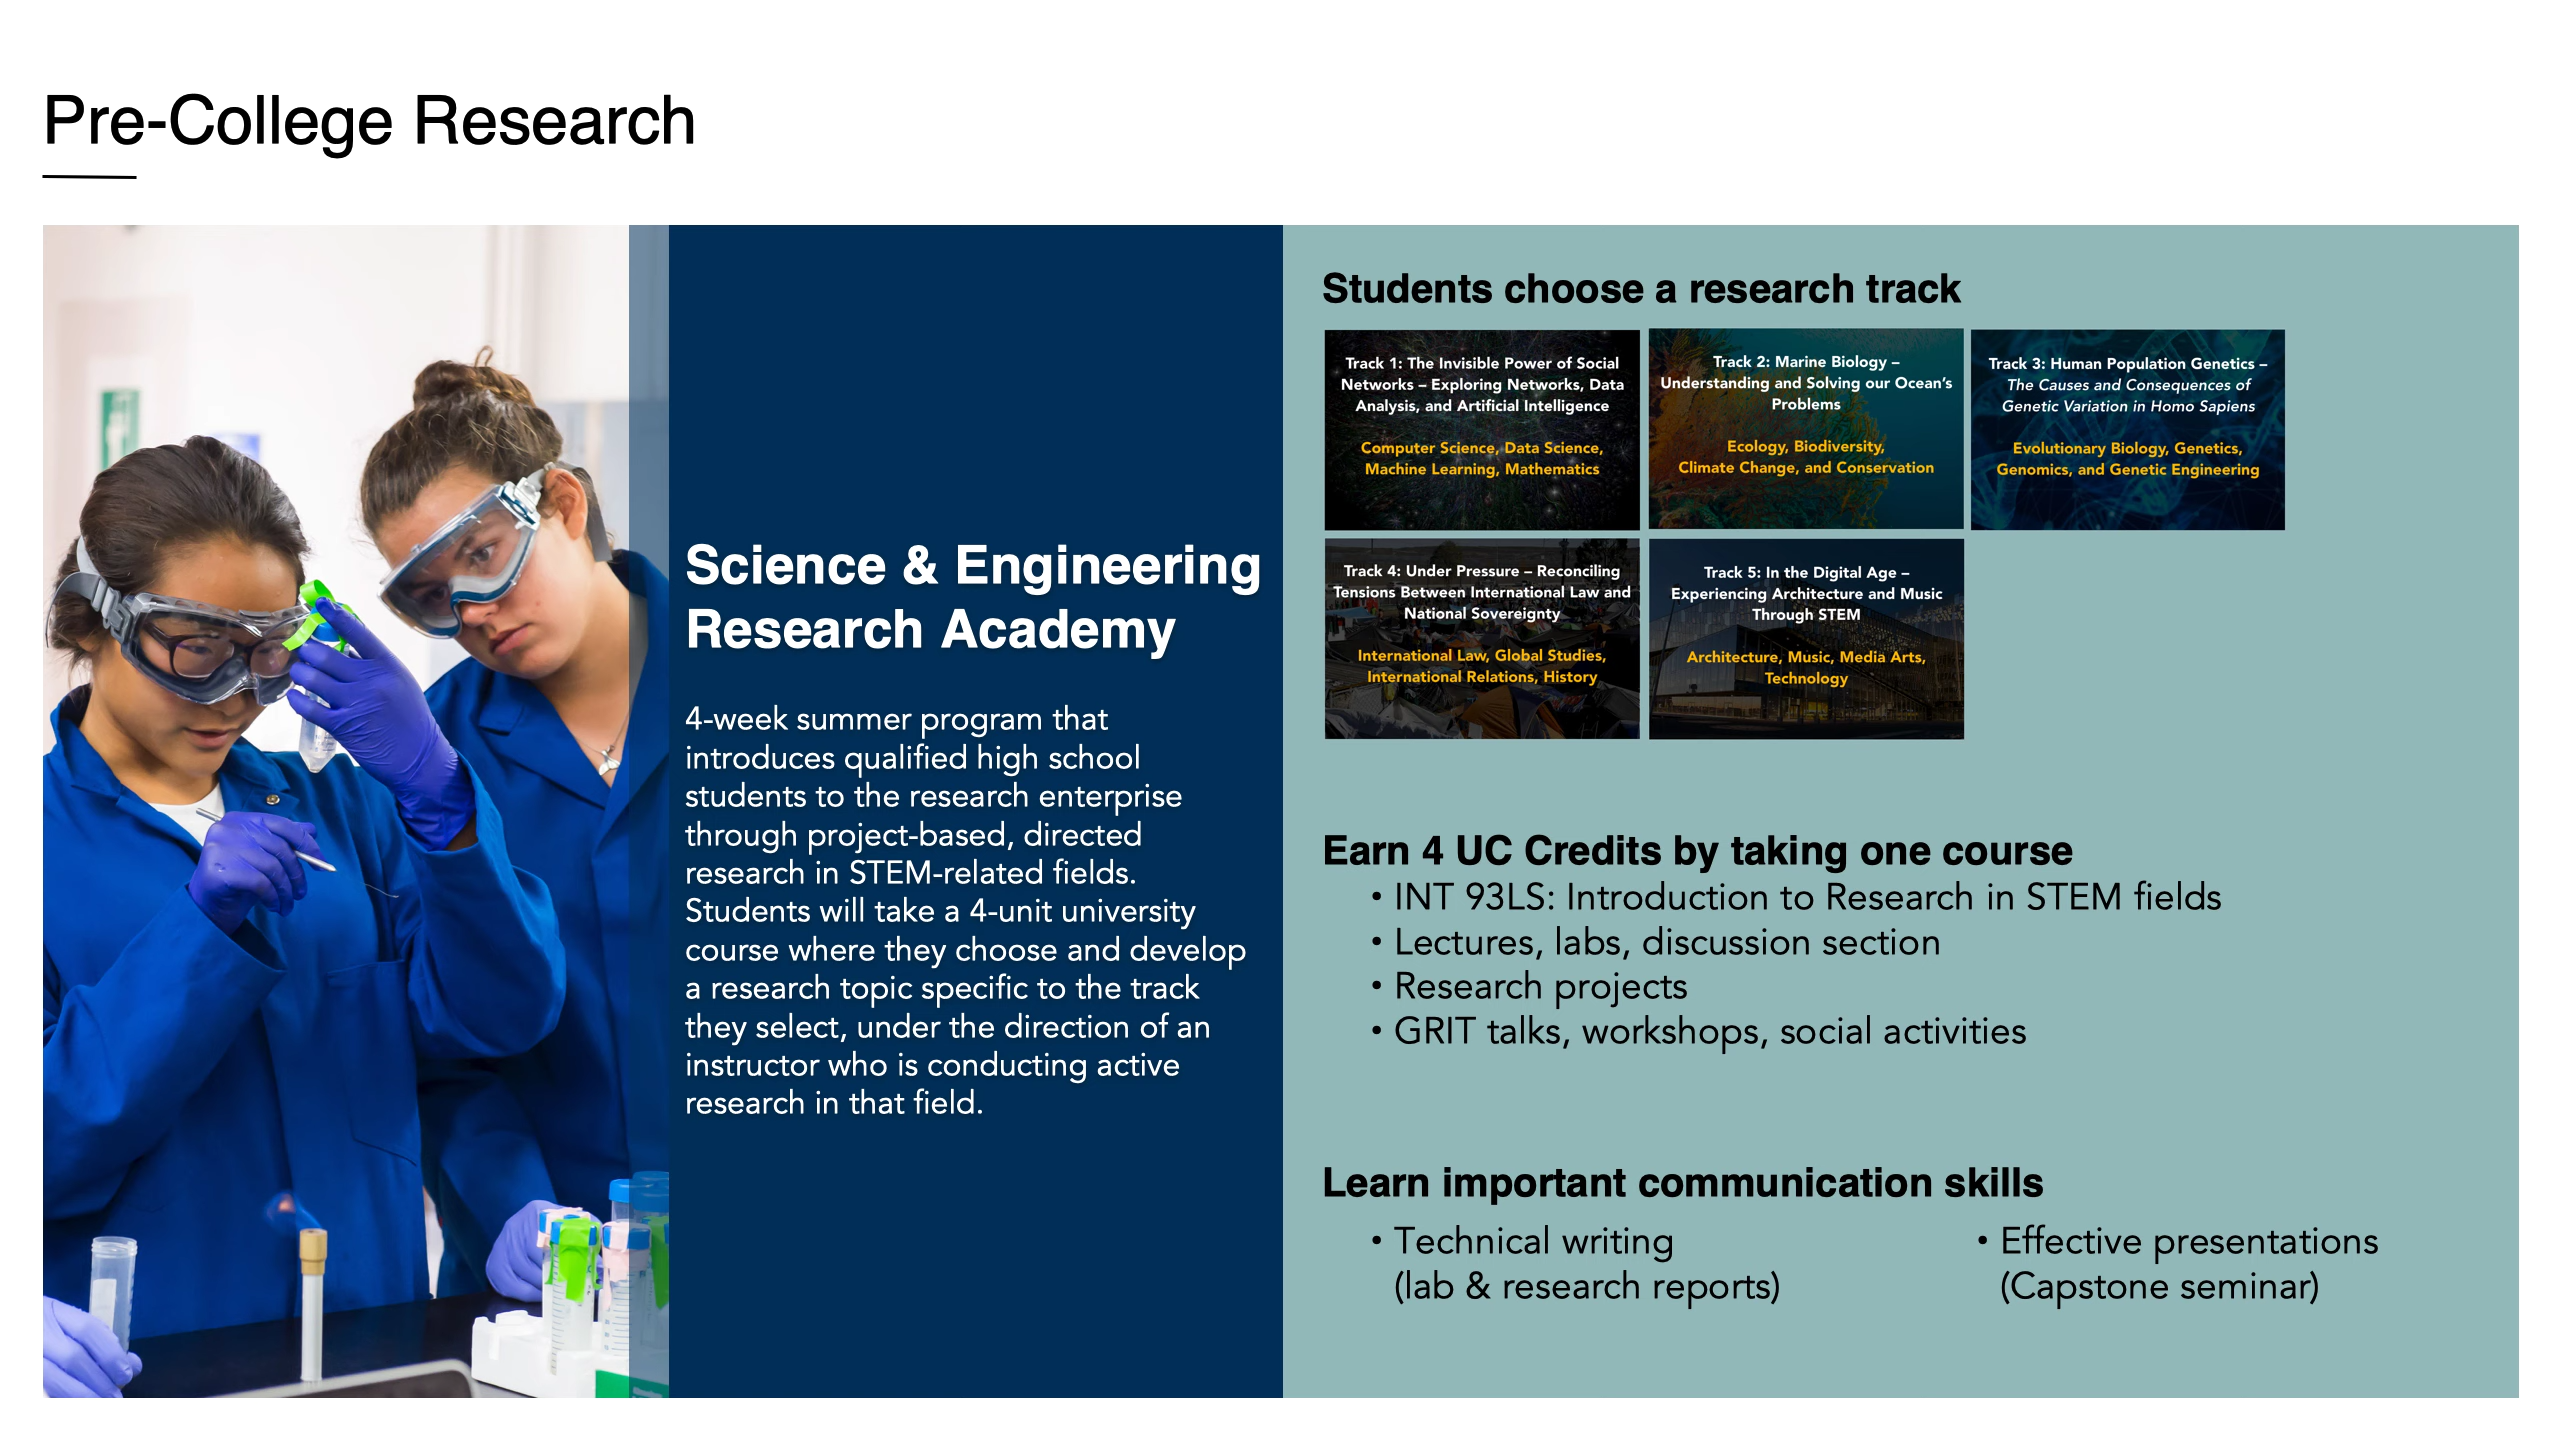 Pre-College Research
Science & Engineering
Research Academy
4-week summer program that
introduces qualified high school
students to the research enterprise
through project-based, directed
research in STEM-related fields.
Students will take a 4-unit university
course where they choose and develop
a research topic specific to the track
they select, under the direction of an
instructor who is conducting active
research in that field.
Students choose a research track
Track 1: The Invisible Power of Social
Networks – Exploring Networks, Data
Analysis, and Artificial Intelligence
Computer Science, Data Science,
Machine Learning, Mathematics
Track 2: Marine Biology –
Understanding and Solving our Ocean’s
Problems
Ecology, Biodiversity,
Climate Change, and Conservation
Track 3: Human Population Genetics –
The Causes and Consequences of
Genetic Variation in Homo Sapiens
Evolutionary Biology, Genetics,
Genomics, and Genetic Engineering
Track 4: Under Pressure – Reconciling
Tensions Between International Law and
National Sovereignty
International Law, Global Studies,
International Relations, History
Track 5: In the Digital Age –
Experiencing Architecture and Music
Through STEM
Architecture, Music, Media Arts,
Technology
Earn 4 UC Credits by taking one course
• INT 93LS: Introduction to Research in STEM fields
• Lectures, labs, discussion section
• Research projects
• GRIT talks, workshops, social activities
Learn important communication skills
• Technical writing
(lab & research reports)
• Effective presentations
(Capstone seminar)